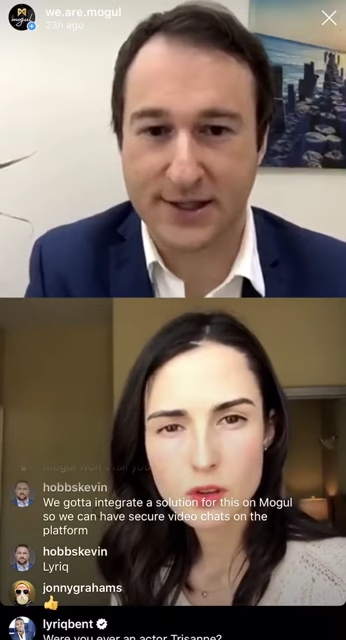 we.are.mogul
mogul
23h ago
hobbskevin
We gotta integrate a solution for this on Mogul
so we can have secure video chats on the
platform
hobbskevin
Lyriq
jonnygrahams
👍
lyriqbent
Were you ever an actor Trisanne?